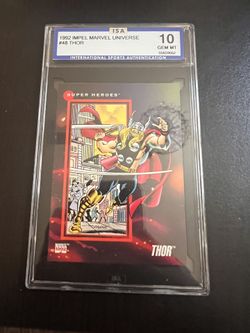 ISA
1992 IMPEL MARVEL UNIVERSE
#48 THOR
10
GEM MT
INTERNATIONAL SPORTS AUTHENTICATION
SUPER HEROES
THOR